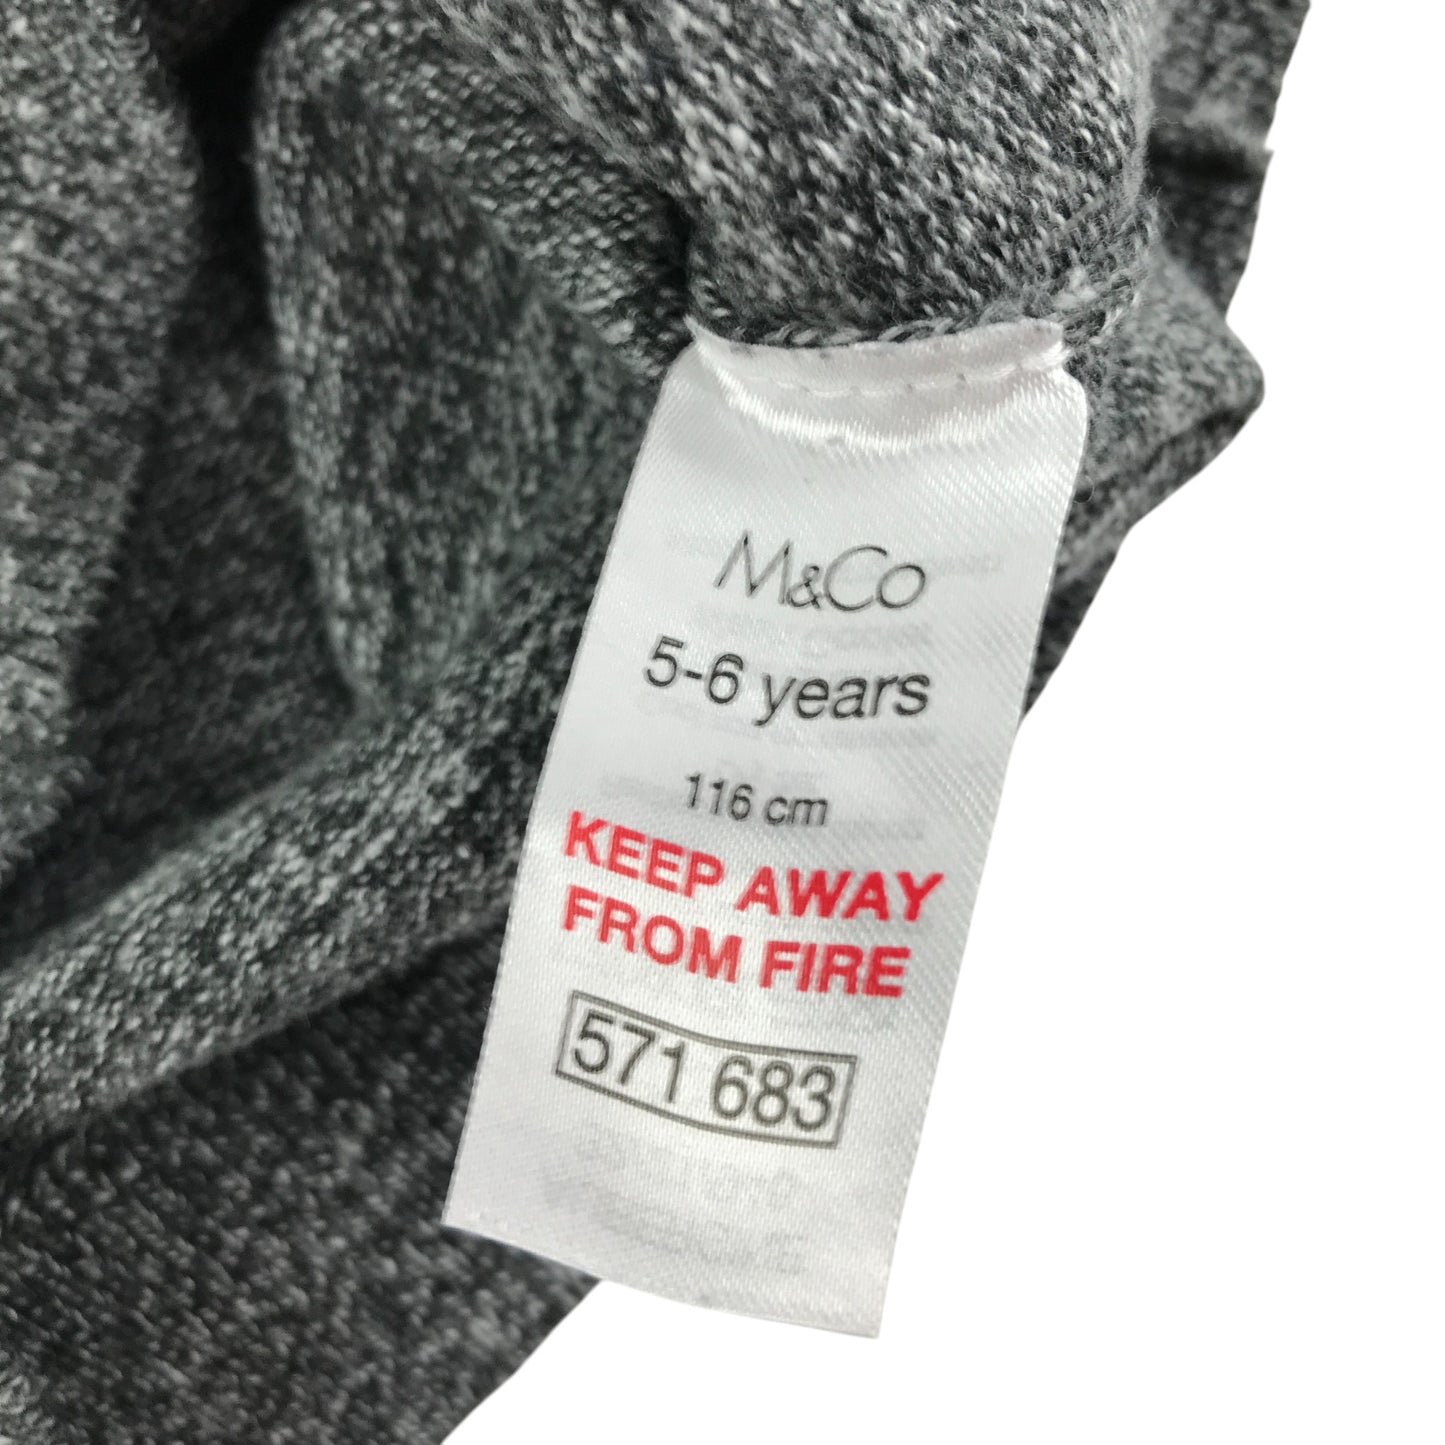 M&Co
5-6 years
116 cm
KEEP AWAY
FROM FIRE
571 683